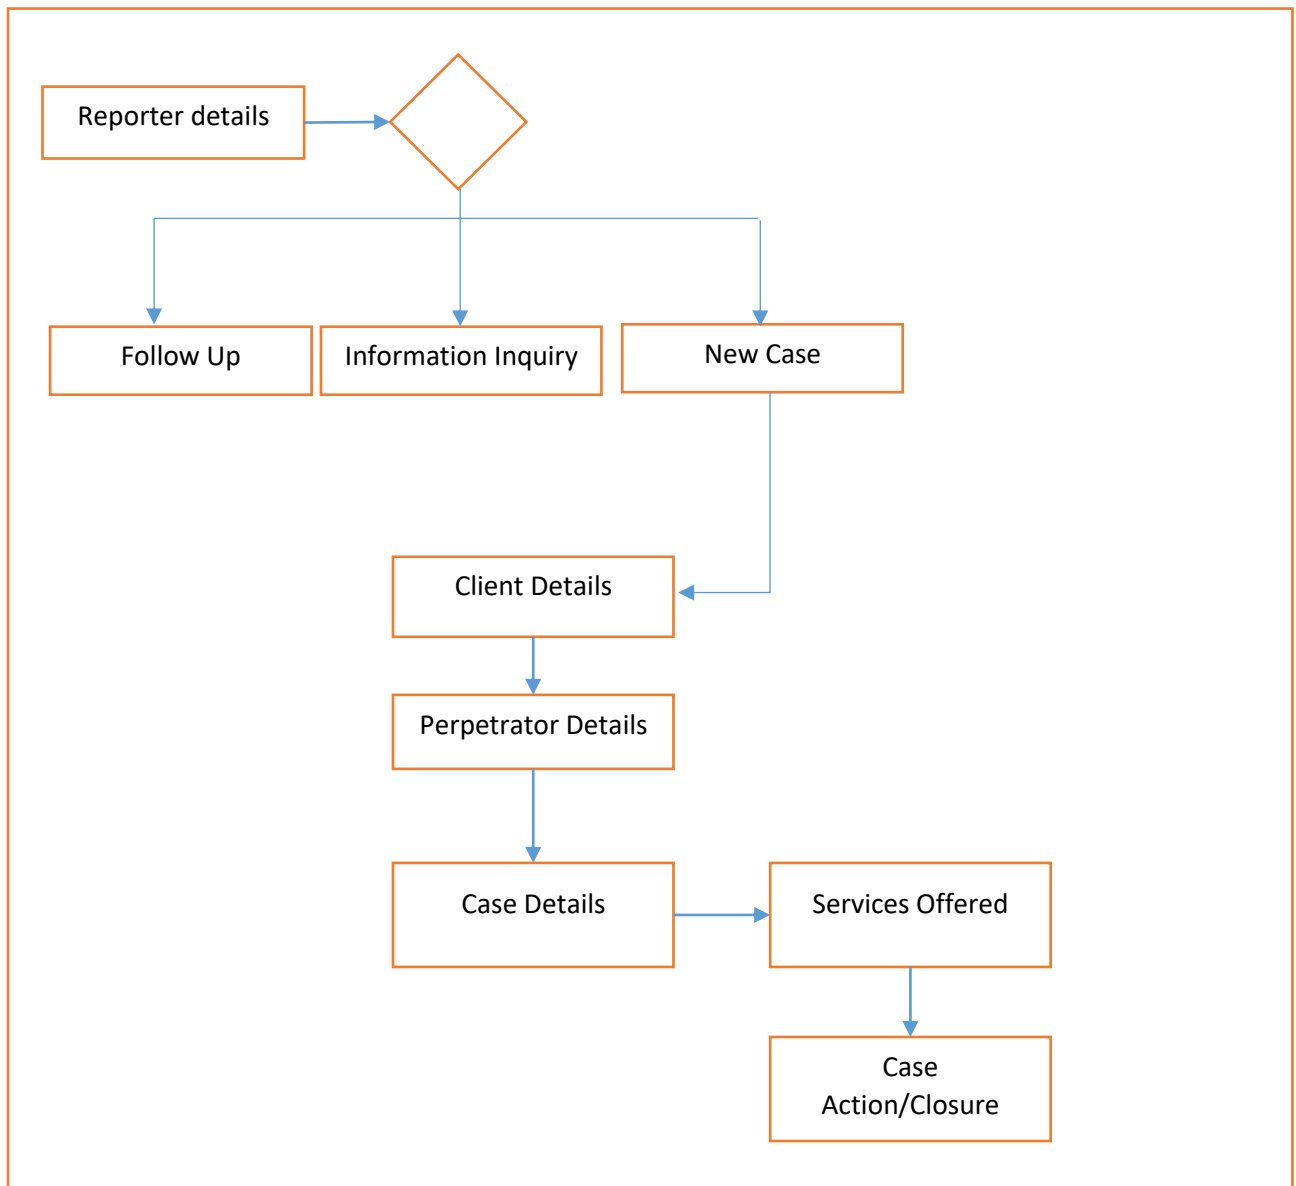 Reporter details
Follow Up
Information Inquiry
New Case
Client Details
Perpetrator Details
Case Details
Services Offered
Case
Action/Closure